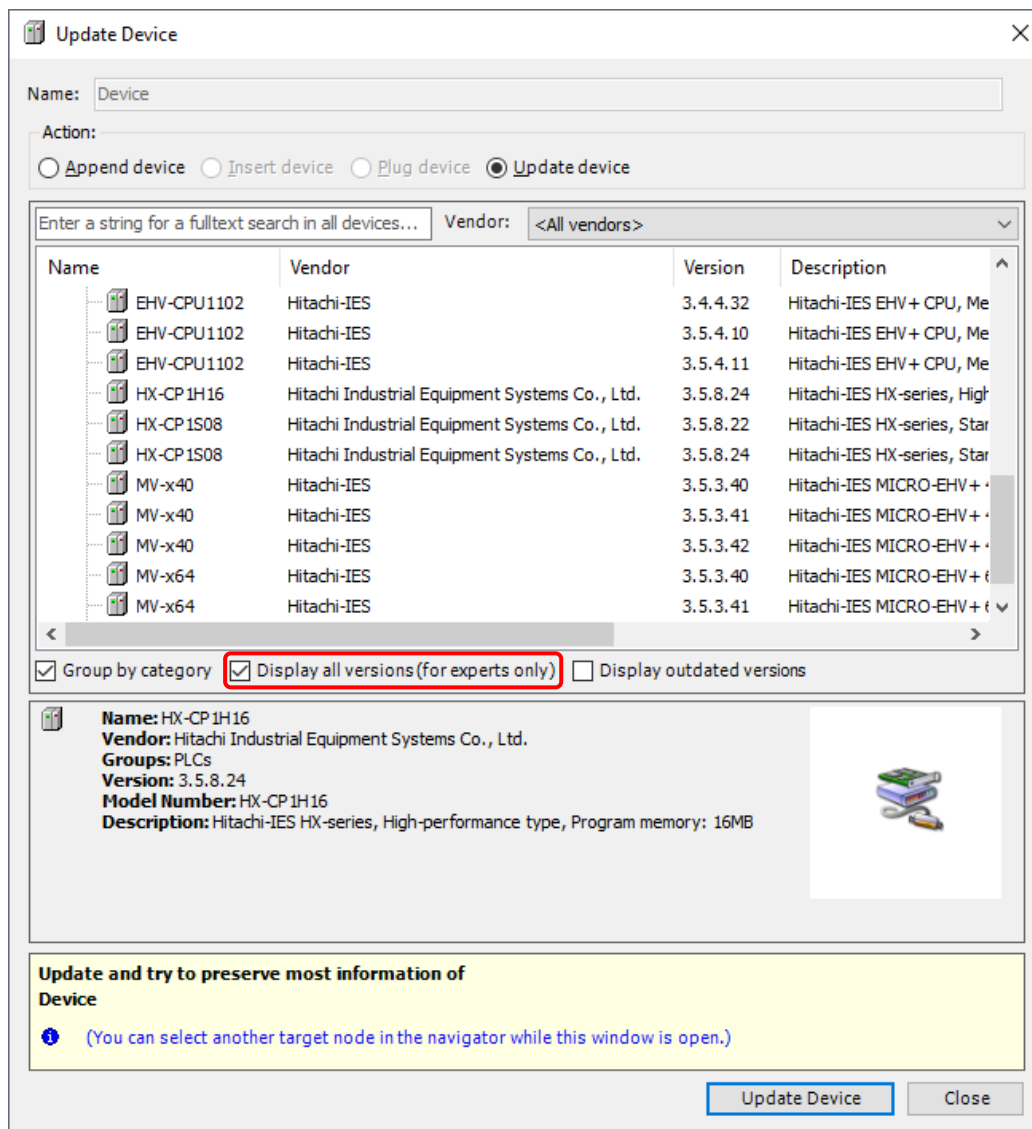 Update Device
Name: Device
Action:
Append device Insert device Plug device Update device
Enter a string for a fulltext search in all devices... Vendor: <All vendors>
Name Vendor Version Description
EHV-CPU1102 Hitachi-IES 3.4.4.32 Hitachi-IES EHV+ CPU, Me
EHV-CPU1102 Hitachi-IES 3.5.4.10 Hitachi-IES EHV+ CPU, Me
EHV-CPU1102 Hitachi-IES 3.5.4.11 Hitachi-IES EHV+ CPU, Me
HX-CP1H16 Hitachi Industrial Equipment Systems Co., Ltd. 3.5.8.24 Hitachi-IES HX-series, High
HX-CP1S08 Hitachi Industrial Equipment Systems Co., Ltd. 3.5.8.22 Hitachi-IES HX-series, Star
HX-CP1S08 Hitachi Industrial Equipment Systems Co., Ltd. 3.5.8.24 Hitachi-IES HX-series, Star
MV-x40 Hitachi-IES 3.5.3.40 Hitachi-IES MICRO-EHV+
MV-x40 Hitachi-IES 3.5.3.41 Hitachi-IES MICRO-EHV+
MV-x40 Hitachi-IES 3.5.3.42 Hitachi-IES MICRO-EHV+
MV-x64 Hitachi-IES 3.5.3.40 Hitachi-IES MICRO-EHV+
MV-x64 Hitachi-IES 3.5.3.41 Hitachi-IES MICRO-EHV+
Group by category Display all versions (for experts only) Display outdated versions
Name: HX-CP1H16
Vendor: Hitachi Industrial Equipment Systems Co., Ltd.
Groups: PLCs
Version: 3.5.8.24
Model Number: HX-CP1H16
Description: Hitachi-IES HX-series, High-performance type, Program memory: 16MB
Update and try to preserve most information of
Device
(You can select another target node in the navigator while this window is open.)
Update Device Close